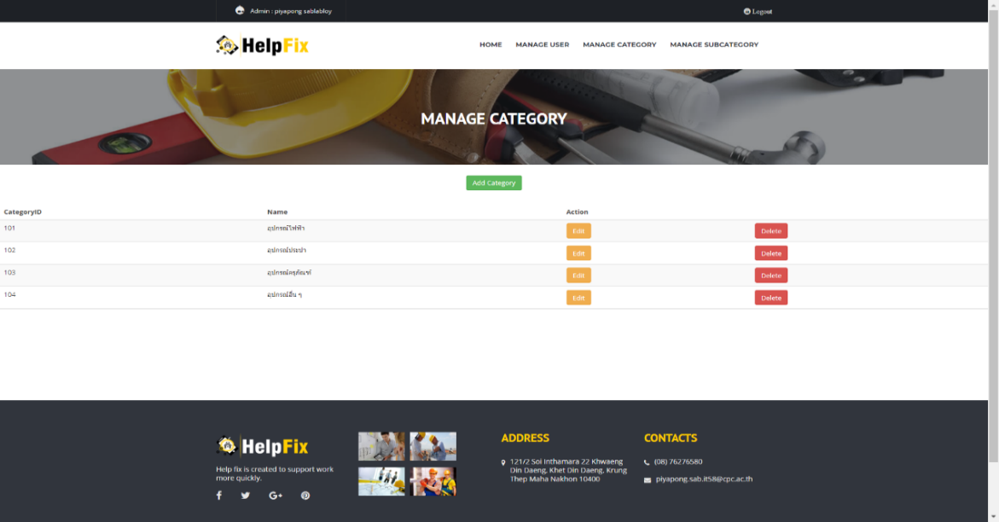 Admin : piyapong sablabloy
Logout
HelpFix
HOME MANAGE USER MANAGE CATEGORY MANAGE SUBCATEGORY
MANAGE CATEGORY
Add Category
CategoryID Name Action
101 อุปกรณ์ไฟฟ้า Edit Delete
102 อุปกรณ์ประปา Edit Delete
103 อุปกรณ์ครุภัณฑ์ Edit Delete
104 อุปกรณ์อื่น ๆ Edit Delete
HelpFix
Help fix is created to support work
more quickly.
ADDRESS
121/2 Soi Inthamara 22 Khwaeng
Din Daeng, Khet Din Daeng, Krung
Thep Maha Nakhon 10400
CONTACTS
(08) 76276580
piyapong.sab.it58@cpc.ac.th